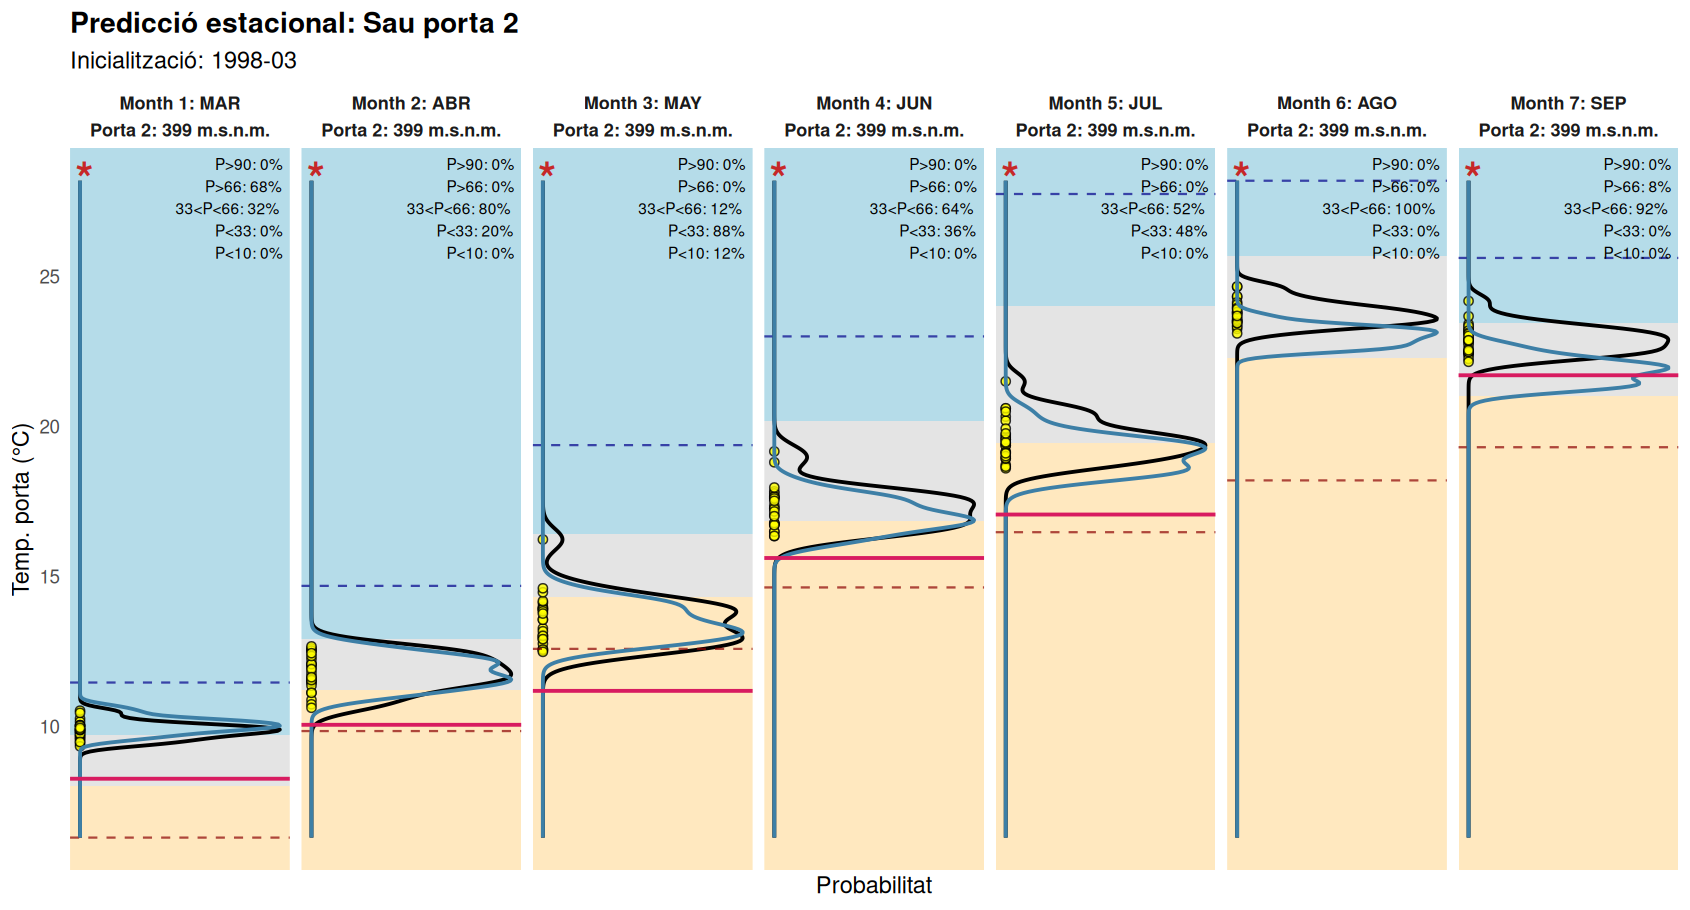 Predicció estacional: Sau porta 2
Inicialització: 1998-03
Month 1: MAR
Porta 2: 399 m.s.n.m.
Month 2: ABR
Porta 2: 399 m.s.n.m.
Month 3: MAY
Porta 2: 399 m.s.n.m.
Month 4: JUN
Porta 2: 399 m.s.n.m.
Month 5: JUL
Porta 2: 399 m.s.n.m.
Month 6: AGO
Porta 2: 399 m.s.n.m.
Month 7: SEP
Porta 2: 399 m.s.n.m.
*
P>90: 0%
P>66: 68%
33<P<66: 32%
P<33: 0%
P<10: 0%
*
P>90: 0%
P>66: 0%
33<P<66: 80%
P<33: 20%
P<10: 0%
*
P>90: 0%
P>66: 0%
33<P<66: 12%
P<33: 88%
P<10: 12%
*
P>90: 0%
P>66: 0%
33<P<66: 64%
P<33: 36%
P<10: 0%
*
P>90: 0%
P>66: 0%
33<P<66: 52%
P<33: 48%
P<10: 0%
*
P>90: 0%
P>66: 0%
33<P<66: 100%
P<33: 0%
P<10: 0%
*
P>90: 0%
P>66: 8%
33<P<66: 92%
P<33: 0%
P<10: 0%
25
20
15
10
Temp. porta (°C)
Probabilitat